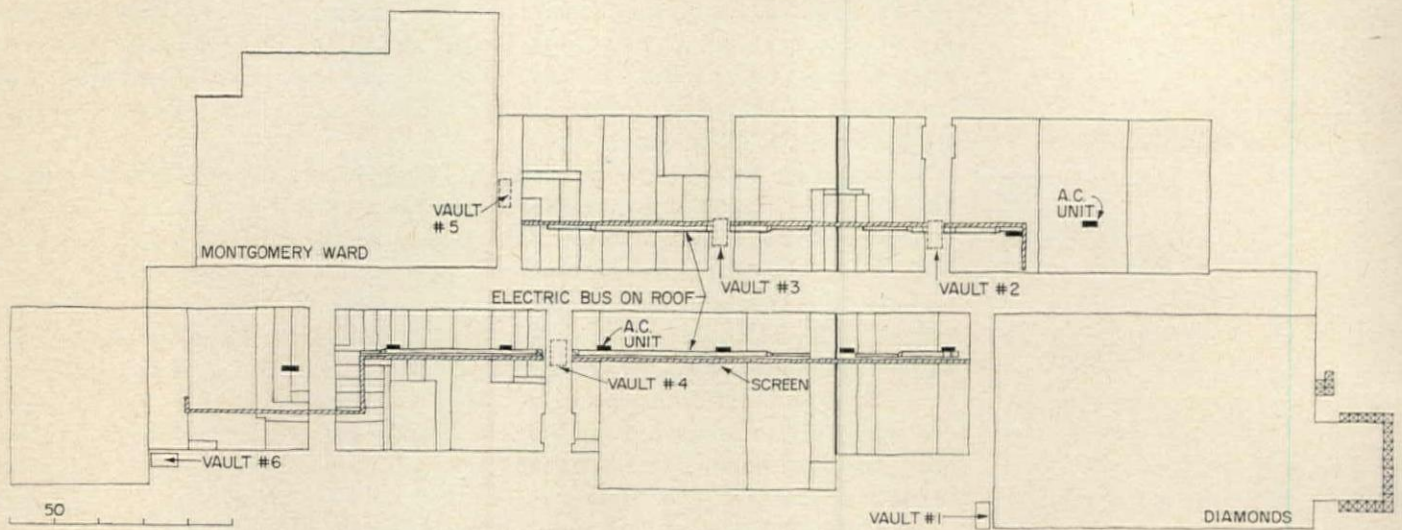 VAULT
#5
A.C.
UNIT
MONTGOMERY WARD
VAULT #3
VAULT #2
ELECTRIC BUS ON ROOF
A.C.
UNIT
VAULT #4
SCREEN
VAULT #6
50
VAULT #1
DIAMONDS